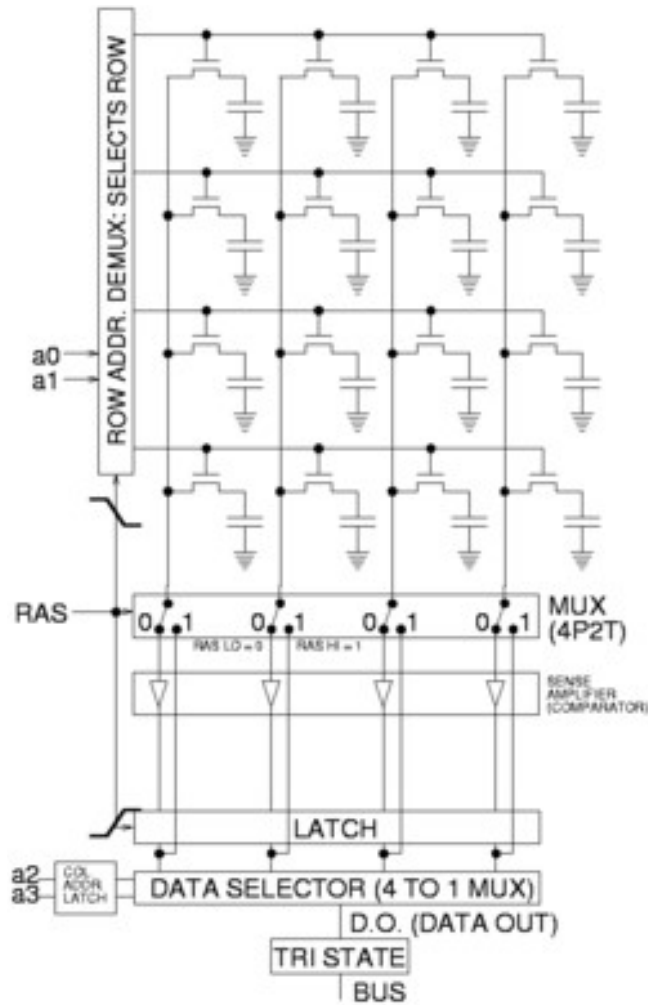 ROW ADDR. DEMUX: SELECTS ROW
a0
a1
RAS
0 1 0 1 0 1 0 1
RAS LO = 0 RAS HI = 1
MUX
(4P2T)
SENSE
AMPLIFIER
(COMPARATOR)
LATCH
a2
a3
COL.
ADDR.
LATCH
DATA SELECTOR (4 TO 1 MUX)
D.O. (DATA OUT)
TRI STATE
BUS